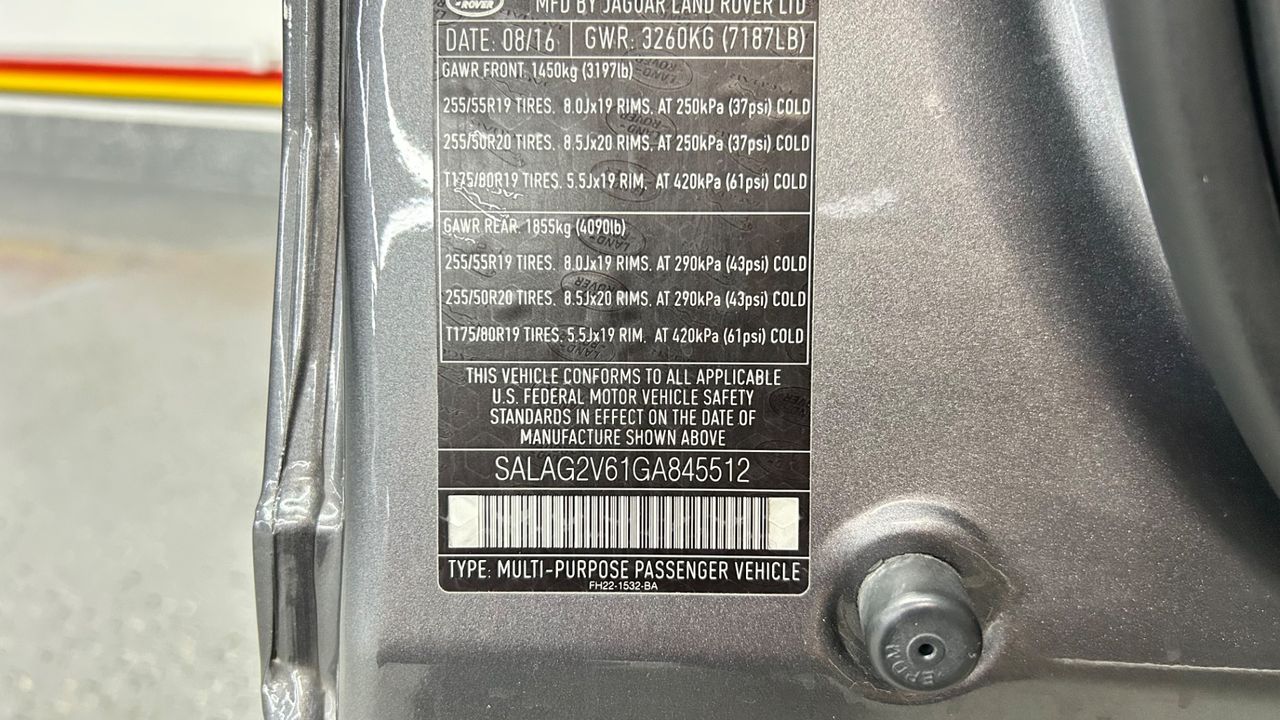 ROVER
MFD BY JAGUAR LAND ROVER LTD
DATE: 08/16 GWR: 3260KG (7187LB)
GAWR FRONT. 1450kg (3197lb)
255/55R19 TIRES. 8.0Jx19 RIMS. AT 250kPa (37psi) COLD
255/50R20 TIRES. 8.5Jx20 RIMS. AT 250kPa (37psi) COLD
T175/80R19 TIRES. 5.5Jx19 RIM. AT 420kPa (61psi) COLD
GAWR REAR. 1855kg (4090lb)
255/55R19 TIRES. 8.0Jx19 RIMS. AT 290kPa (43psi) COLD
255/50R20 TIRES. 8.5Jx20 RIMS. AT 290kPa (43psi) COLD
T175/80R19 TIRES. 5.5Jx19 RIM. AT 420kPa (61psi) COLD
THIS VEHICLE CONFORMS TO ALL APPLICABLE
U.S. FEDERAL MOTOR VEHICLE SAFETY
STANDARDS IN EFFECT ON THE DATE OF
MANUFACTURE SHOWN ABOVE
SALAG2V61GA845512
TYPE: MULTI-PURPOSE PASSENGER VEHICLE
FH22-1532-BA
EPDM